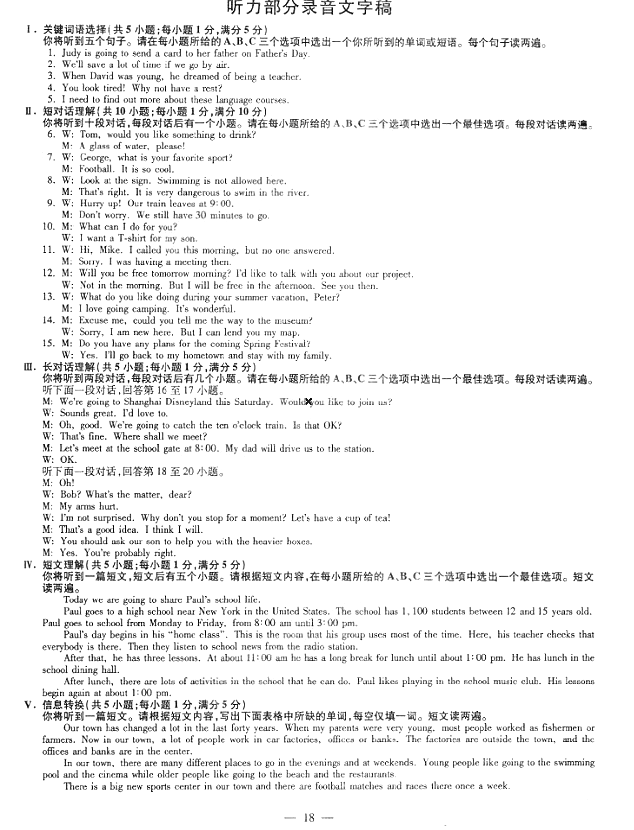 听力部分录音文字稿
Ⅰ. 关键词语选择(共5小题;每小题1分,满分5分)
你将听到五个句子。请在每小题所给的A、B、C三个选项中选出一个你所听到的单词或短语。每个句子读两遍。
1. Judy is going to send a card to her father on Father's Day.
2. We'll save a lot of time if we go by air.
3. When David was young, he dreamed of being a teacher.
4. You look tired! Why not have a rest?
5. I need to find out more about these language courses.
Ⅱ. 短对话理解(共10小题;每小题1分,满分10分)
你将听到十段对话,每段对话后有一个小题。请在每小题所给的A、B、C三个选项中选出一个最佳选项。每段对话读两遍。
6. W: Tom, would you like something to drink?
M: A glass of water, please!
7. W: George, what is your favorite sport?
M: Football. It is so cool.
8. W: Look at the sign. Swimming is not allowed here.
M: That's right. It is very dangerous to swim in the river.
9. W: Hurry up! Our train leaves at 9:00.
M: Don't worry. We still have 30 minutes to go.
10. M: What can I do for you?
W: I want a T-shirt for my son.
11. W: Hi, Mike. I called you this morning, but no one answered.
M: Sorry. I was having a meeting then.
12. M: Will you be free tomorrow morning? I'd like to talk with you about our project.
W: Not in the morning. But I will be free in the afternoon. See you then.
13. W: What do you like doing during your summer vacation, Peter?
M: I love going camping. It's wonderful.
14. M: Excuse me, could you tell me the way to the museum?
W: Sorry, I am new here. But I can lend you my map.
15. M: Do you have any plans for the coming Spring Festival?
W: Yes. I'll go back to my hometown and stay with my family.
Ⅲ. 长对话理解(共5小题;每小题1分,满分5分)
你将听到两段对话,每段对话后有几个小题。请在每小题所给的A、B、C三个选项中选出一个最佳选项。每段对话读两遍。
听下面一段对话,回答第16至17小题。
M: We're going to Shanghai Disneyland this Saturday. Would you like to join us?
W: Sounds great. I'd love to.
M: Oh, good. We're going to catch the ten o'clock train. Is that OK?
W: That's fine. Where shall we meet?
M: Let's meet at the school gate at 8:00. My dad will drive us to the station.
W: OK.
听下面一段对话,回答第18至20小题。
M: Oh!
W: Bob? What's the matter, dear?
M: My arms hurt.
W: I'm not surprised. Why don't you stop for a moment? Let's have a cup of tea!
M: That's a good idea. I think I will.
W: You should ask our son to help you with the heavier boxes.
M: Yes. You're probably right.
Ⅳ. 短文理解(共5小题;每小题1分,满分5分)
你将听到一篇短文,短文后有五个小题。请根据短文内容,在每小题所给的A、B、C三个选项中选出一个最佳选项。短文
读两遍。
Today we are going to share Paul's school life.
Paul goes to a high school near New York in the United States. The school has 1,100 students between 12 and 15 years old.
Paul goes to school from Monday to Friday, from 8:00 am until 3:00 pm.
Paul's day begins in his "home class". This is the room that his group uses most of the time. Here, his teacher checks that
everybody is there. Then they listen to school news from the radio station.
After that, he has three lessons. At about 11:00 am he has a long break for lunch until about 1:00 pm. He has lunch in the
school dining hall.
After lunch, there are lots of activities in the school that he can do. Paul likes playing in the school music club. His lessons
begin again at about 1:00 pm.
Ⅴ. 信息转换(共5小题;每小题1分,满分5分)
你将听到一篇短文。请根据短文内容,写出下面表格中所缺的单词,每空仅填一词。短文读两遍。
Our town has changed a lot in the last forty years. When my parents were very young, most people worked as fishermen or
farmers. Now in our town, a lot of people work in car factories, offices or banks. The factories are outside the town, and the
offices and banks are in the center.
In our town, there are many different places to go in the evenings and at weekends. Young people like going to the swimming
pool and the cinema while older people like going to the beach and the restaurants.
There is a big new sports center in our town and there are football matches and races there once a week.
— 18 —